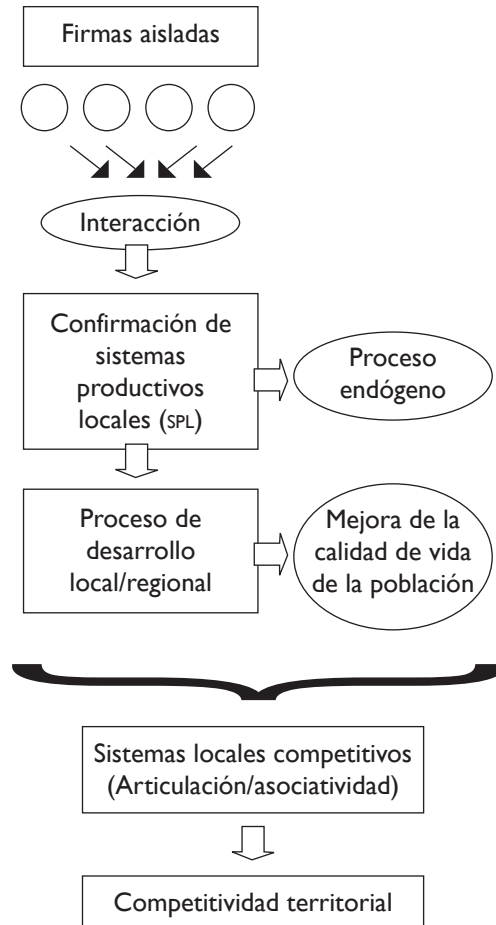 Firmas aisladas
Interacción
Confirmación de
sistemas
productivos
locales (SPL)
Proceso
endógeno
Proceso de
desarrollo
local/regional
Mejora de la
calidad de vida
de la población
Sistemas locales competitivos
(Articulación/asociatividad)
Competitividad territorial